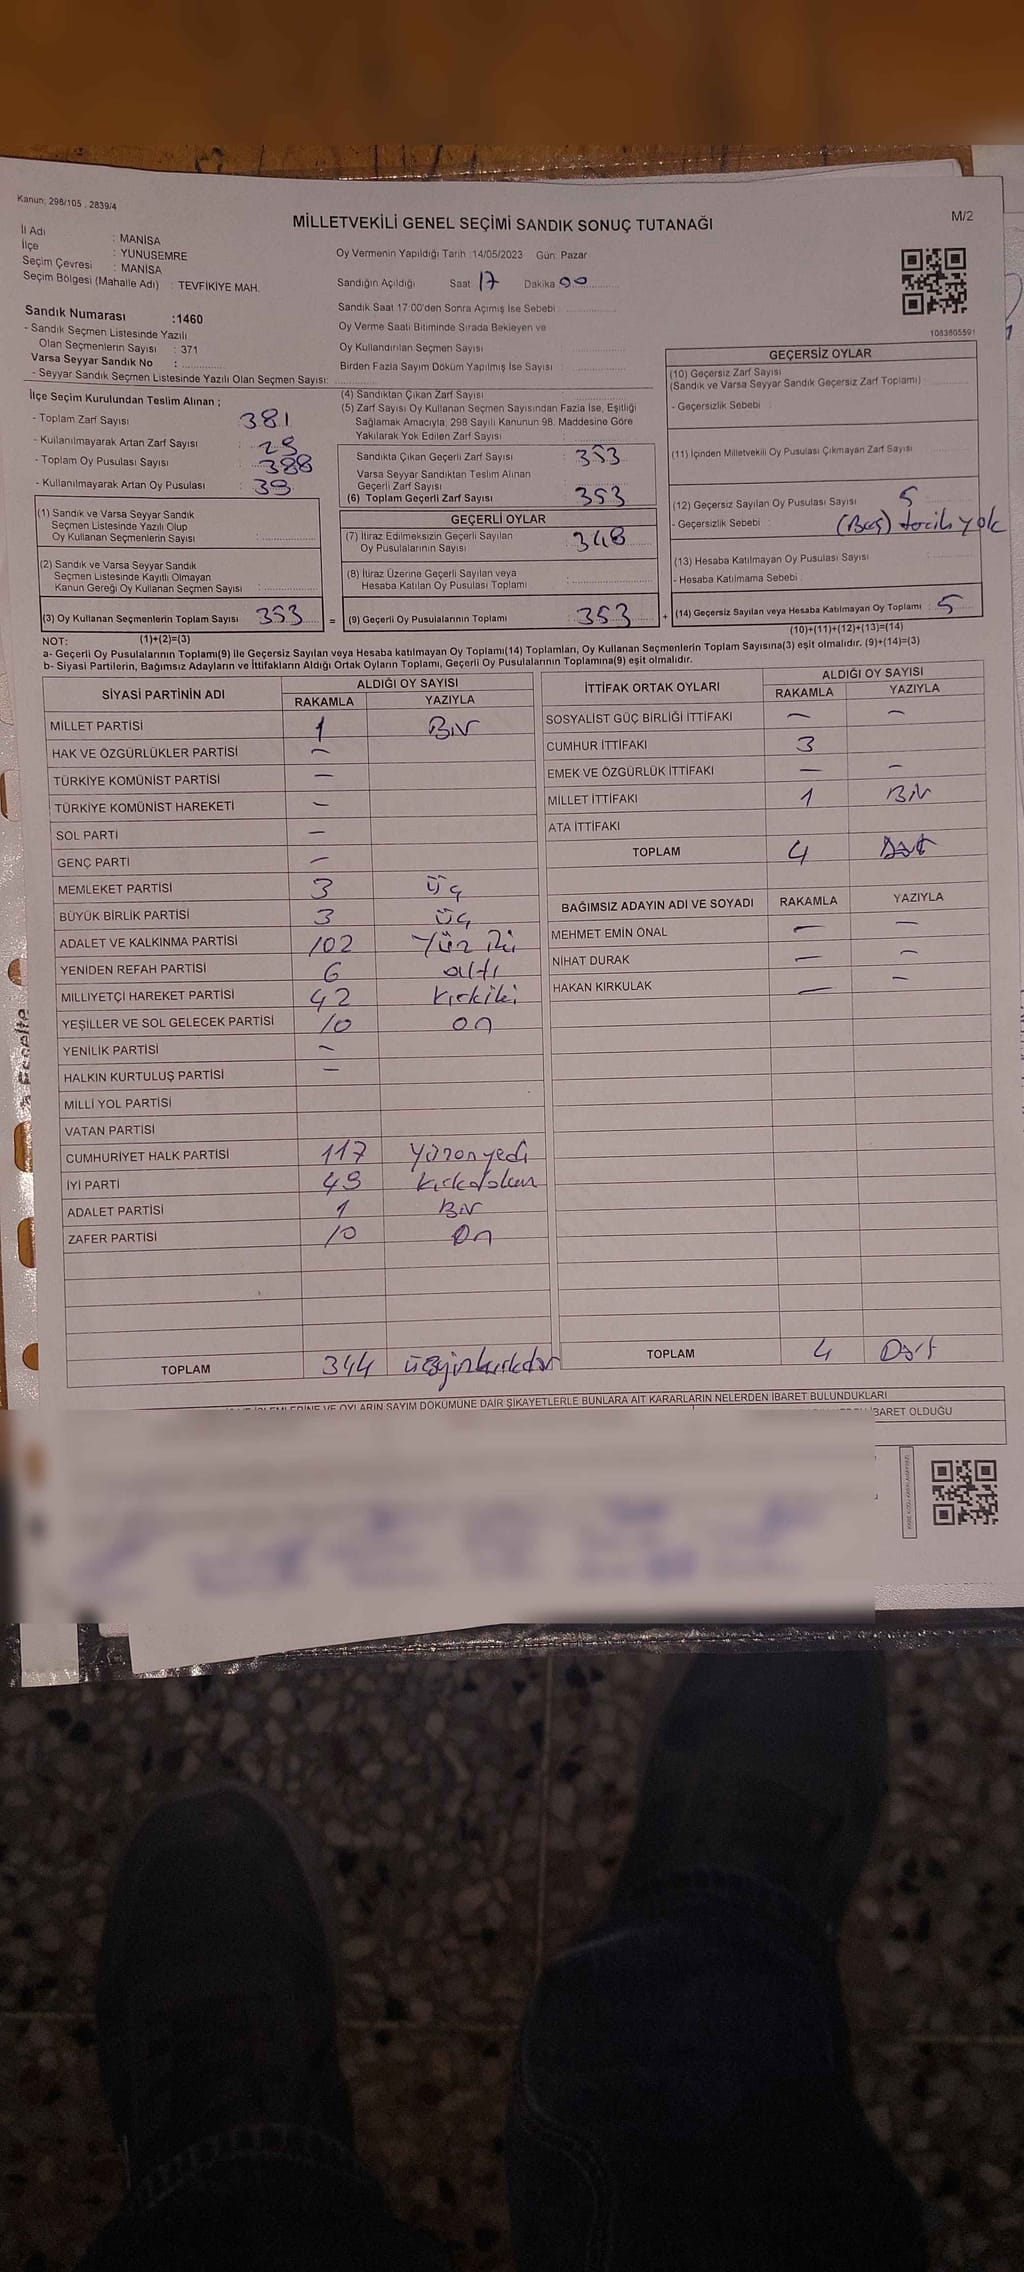 Kanun: 298/105 . 2839/4
MİLLETVEKİLİ GENEL SEÇİMİ SANDIK SONUÇ TUTANAĞI
M/2
İl Adı : MANİSA
İlçe : YUNUSEMRE
Seçim Çevresi : MANİSA
Seçim Bölgesi (Mahalle Adı) : TEVFİKİYE MAH.
Oy Vermenin Yapıldığı Tarih :14/05/2023 Gün: Pazar
Sandığın Açıldığı Saat 17 Dakika 00
Sandık Saat 17:00'den Sonra Açımış İse Sebebi :
Oy Verme Saati Bitiminde Sırada Bekleyen ve
Oy Kullandırılan Seçmen Sayısı :
Birden Fazla Sayım Döküm Yapılmış İse Sayısı :
1083605591
Sandık Numarası :1460
- Sandık Seçmen Listesinde Yazılı
Olan Seçmenlerin Sayısı : 371
Varsa Seyyar Sandık No :
- Seyyar Sandık Seçmen Listesinde Yazılı Olan Seçmen Sayısı:
İlçe Seçim Kurulundan Teslim Alınan ;
- Toplam Zarf Sayısı : 381
- Kullanılmayarak Artan Zarf Sayısı : 28
- Toplam Oy Pusulası Sayısı : 388
- Kullanılmayarak Artan Oy Pusulası : 39
(1) Sandık ve Varsa Seyyar Sandık
Seçmen Listesinde Yazılı Olup
Oy Kullanan Seçmenlerin Sayısı :
(2) Sandık ve Varsa Seyyar Sandık
Seçmen Listesinde Kayıtlı Olmayan
Kanun Gereği Oy Kullanan Seçmen Sayısı :
(3) Oy Kullanan Seçmenlerin Toplam Sayısı : 353
(4) Sandıktan Çıkan Zarf Sayısı :
(5) Zarf Sayısı Oy Kullanan Seçmen Sayısından Fazla İse, Eşitliği
Sağlamak Amacıyla, 298 Sayılı Kanunun 98. Maddesine Göre
Yakılarak Yok Edilen Zarf Sayısı :
Sandıkta Çıkan Geçerli Zarf Sayısı : 353
Varsa Seyyar Sandıktan Teslim Alınan
Geçerli Zarf Sayısı :
(6) Toplam Geçerli Zarf Sayısı : 353
GEÇERLİ OYLAR
(7) İtiraz Edilmeksizin Geçerli Sayılan
Oy Pusulalarının Sayısı : 348
(8) İtiraz Üzerine Geçerli Sayılan veya
Hesaba Katılan Oy Pusulası Toplamı :
= (9) Geçerli Oy Pusulalarının Toplamı : 353
GEÇERSİZ OYLAR
(10) Geçersiz Zarf Sayısı
(Sandık ve Varsa Seyyar Sandık Geçersiz Zarf Toplamı) :
- Geçersizlik Sebebi :
(11) İçinden Milletvekili Oy Pusulası Çıkmayan Zarf Sayısı :
(12) Geçersiz Sayılan Oy Pusulası Sayısı : 5
- Geçersizlik Sebebi : (Beş) tercih yok
(13) Hesaba Katılmayan Oy Pusulası Sayısı :
- Hesaba Katılmama Sebebi :
+ (14) Geçersiz Sayılan veya Hesaba Katılmayan Oy Toplamı : 5
NOT: (1)+(2)=(3)
(10)+(11)+(12)+(13)=(14)
a- Geçerli Oy Pusulalarının Toplamı(9) ile Geçersiz Sayılan veya Hesaba katılmayan Oy Toplamı(14) Toplamları, Oy Kullanan Seçmenlerin Toplam Sayısına(3) eşit olmalıdır. (9)+(14)=(3)
b- Siyasi Partilerin, Bağımsız Adayların ve İttifakların Aldığı Ortak Oyların Toplamı, Geçerli Oy Pusulalarının Toplamına(9) eşit olmalıdır.
SİYASİ PARTİNİN ADI
ALDIĞI OY SAYISI
RAKAMLA YAZIYLA
MİLLET PARTİSİ 1 Bir
HAK VE ÖZGÜRLÜKLER PARTİSİ –
TÜRKİYE KOMÜNİST PARTİSİ –
TÜRKİYE KOMÜNİST HAREKETİ –
SOL PARTİ –
GENÇ PARTİ –
MEMLEKET PARTİSİ 3 üç
BÜYÜK BİRLİK PARTİSİ 3 üç
ADALET VE KALKINMA PARTİSİ 102 Yüz iki
YENİDEN REFAH PARTİSİ 6 altı
MİLLİYETÇİ HAREKET PARTİSİ 42 kırkiki
YEŞİLLER VE SOL GELECEK PARTİSİ 10 on
YENİLİK PARTİSİ –
HALKIN KURTULUŞ PARTİSİ –
MİLLİ YOL PARTİSİ
VATAN PARTİSİ
CUMHURİYET HALK PARTİSİ 117 yüzonyedi
İYİ PARTİ 49 kırkdokuz
ADALET PARTİSİ 1 Bir
ZAFER PARTİSİ 10 On
TOPLAM 344 üçyüzkırkdör
İTTİFAK ORTAK OYLARI
ALDIĞI OY SAYISI
RAKAMLA YAZIYLA
SOSYALİST GÜÇ BİRLİĞİ İTTİFAKI – –
CUMHUR İTTİFAKI 3
EMEK VE ÖZGÜRLÜK İTTİFAKI – –
MİLLET İTTİFAKI 1 Bir
ATA İTTİFAKI
TOPLAM 4 Dört
BAĞIMSIZ ADAYIN ADI VE SOYADI RAKAMLA YAZIYLA
MEHMET EMİN ÖNAL – –
NİHAT DURAK – –
HAKAN KIRKULAK – –
TOPLAM 4 Dört
OYLARIN SAYIM DÖKÜMÜNE DAİR ŞİKAYETLERLE BUNLARA AİT KARARLARIN NELERDEN İBARET BULUNDUKLARI
İBARET OLDUĞU
Esselte